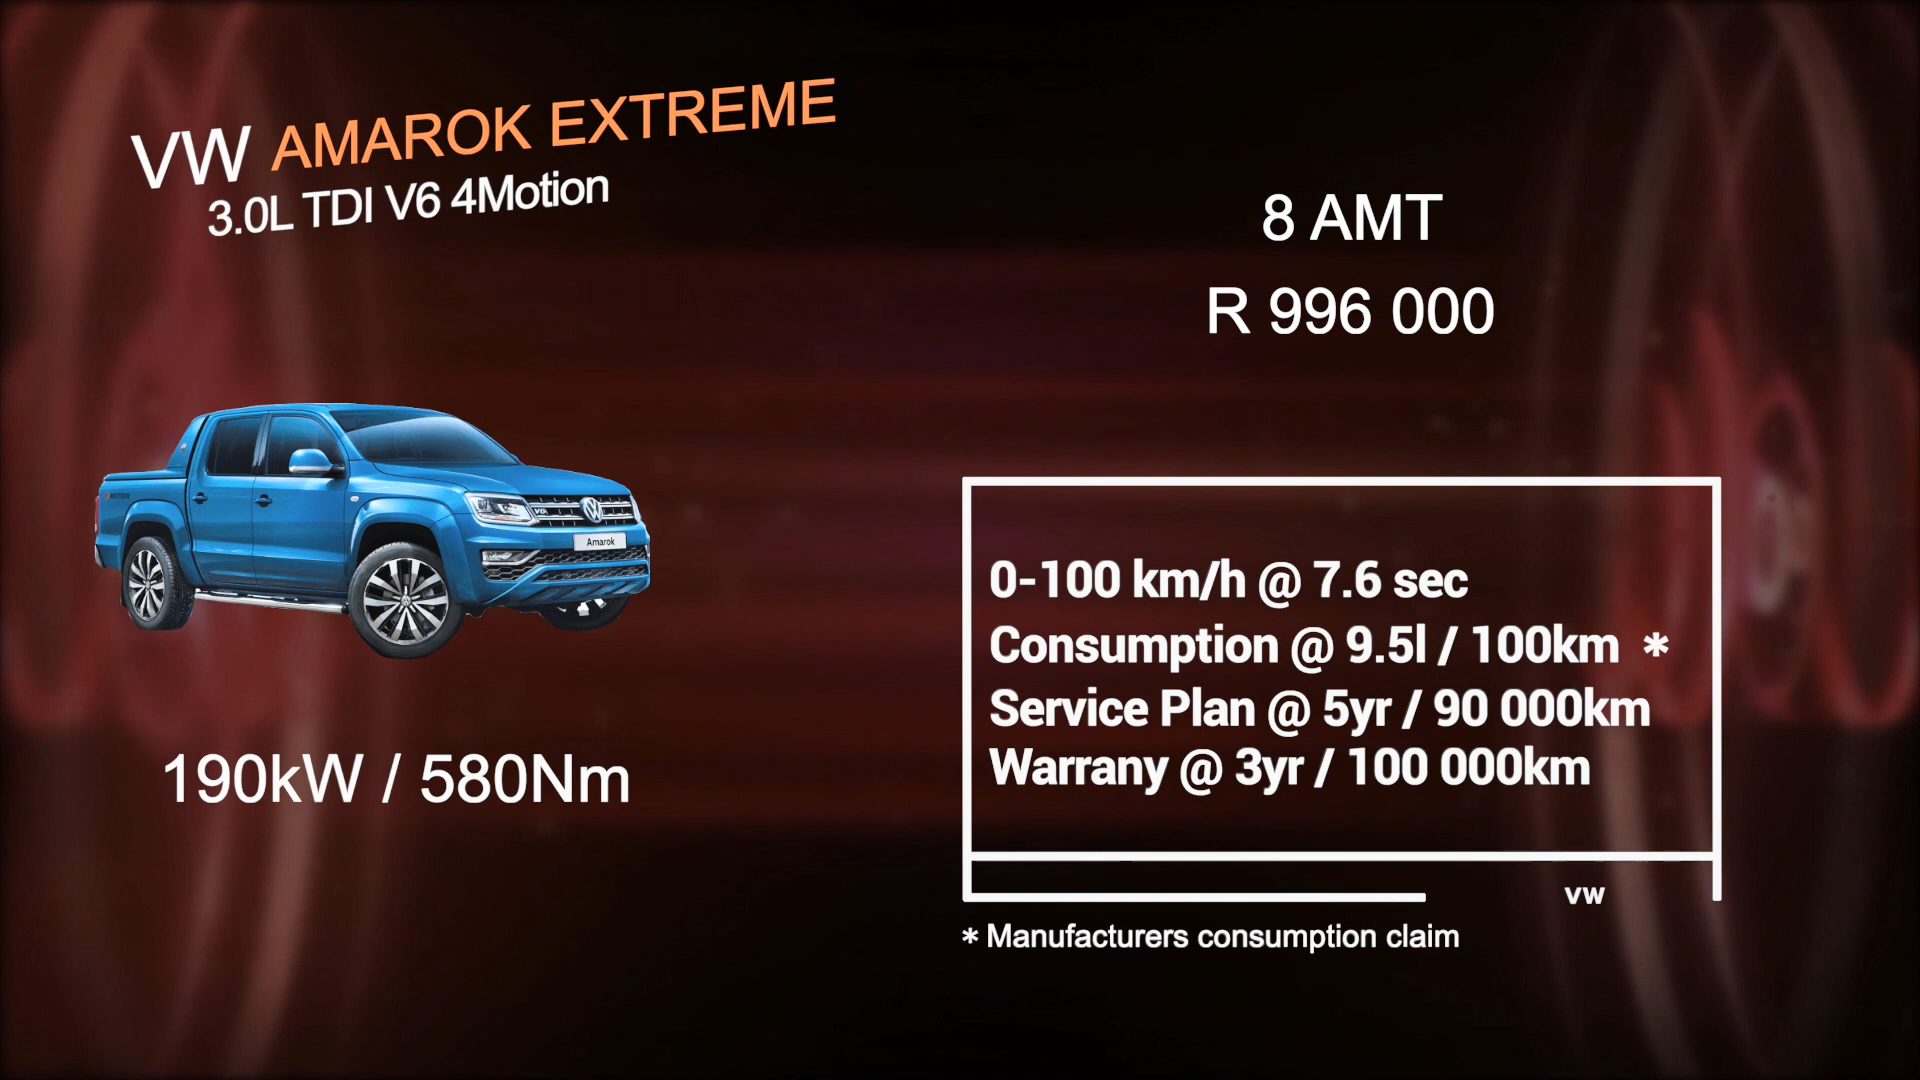 VW AMAROK EXTREME
3.0L TDI V6 4Motion
8 AMT
R 996 000
Amarok
190kW / 580Nm
0-100 km/h @ 7.6 sec
Consumption @ 9.5l / 100km *
Service Plan @ 5yr / 90 000km
Warrany @ 3yr / 100 000km
vw
* Manufacturers consumption claim